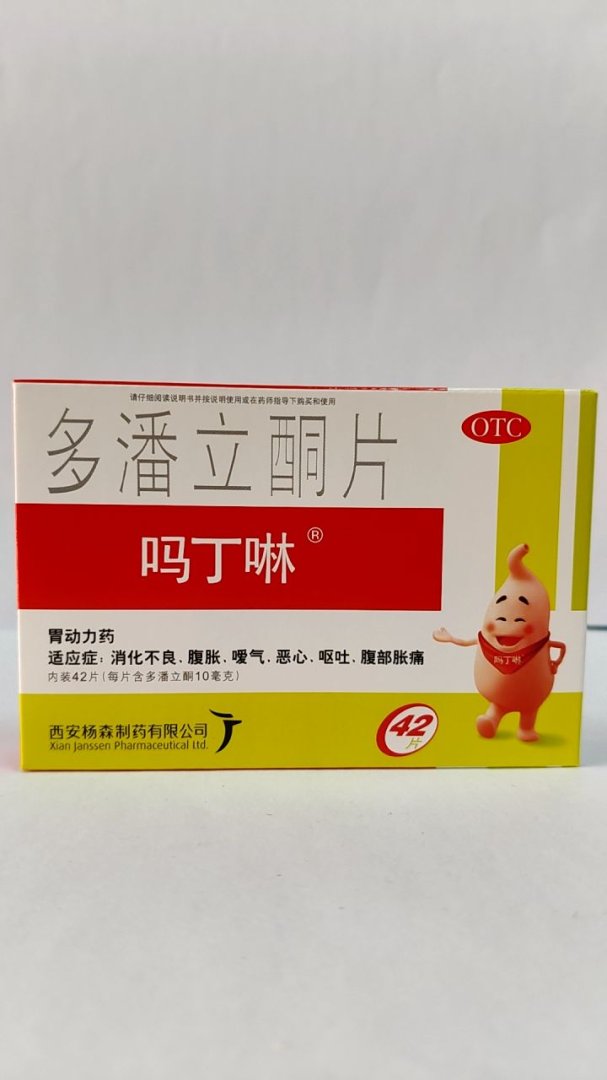 请仔细阅读说明书并按说明使用或在药师指导下购买和使用
多潘立酮片
OTC
吗丁啉®
胃动力药
适应症：消化不良、腹胀、嗳气、恶心、呕吐、腹部胀痛
内装42片(每片含多潘立酮10毫克)
吗丁啉
西安杨森制药有限公司
Xian Janssen Pharmaceutical Ltd.
42
片